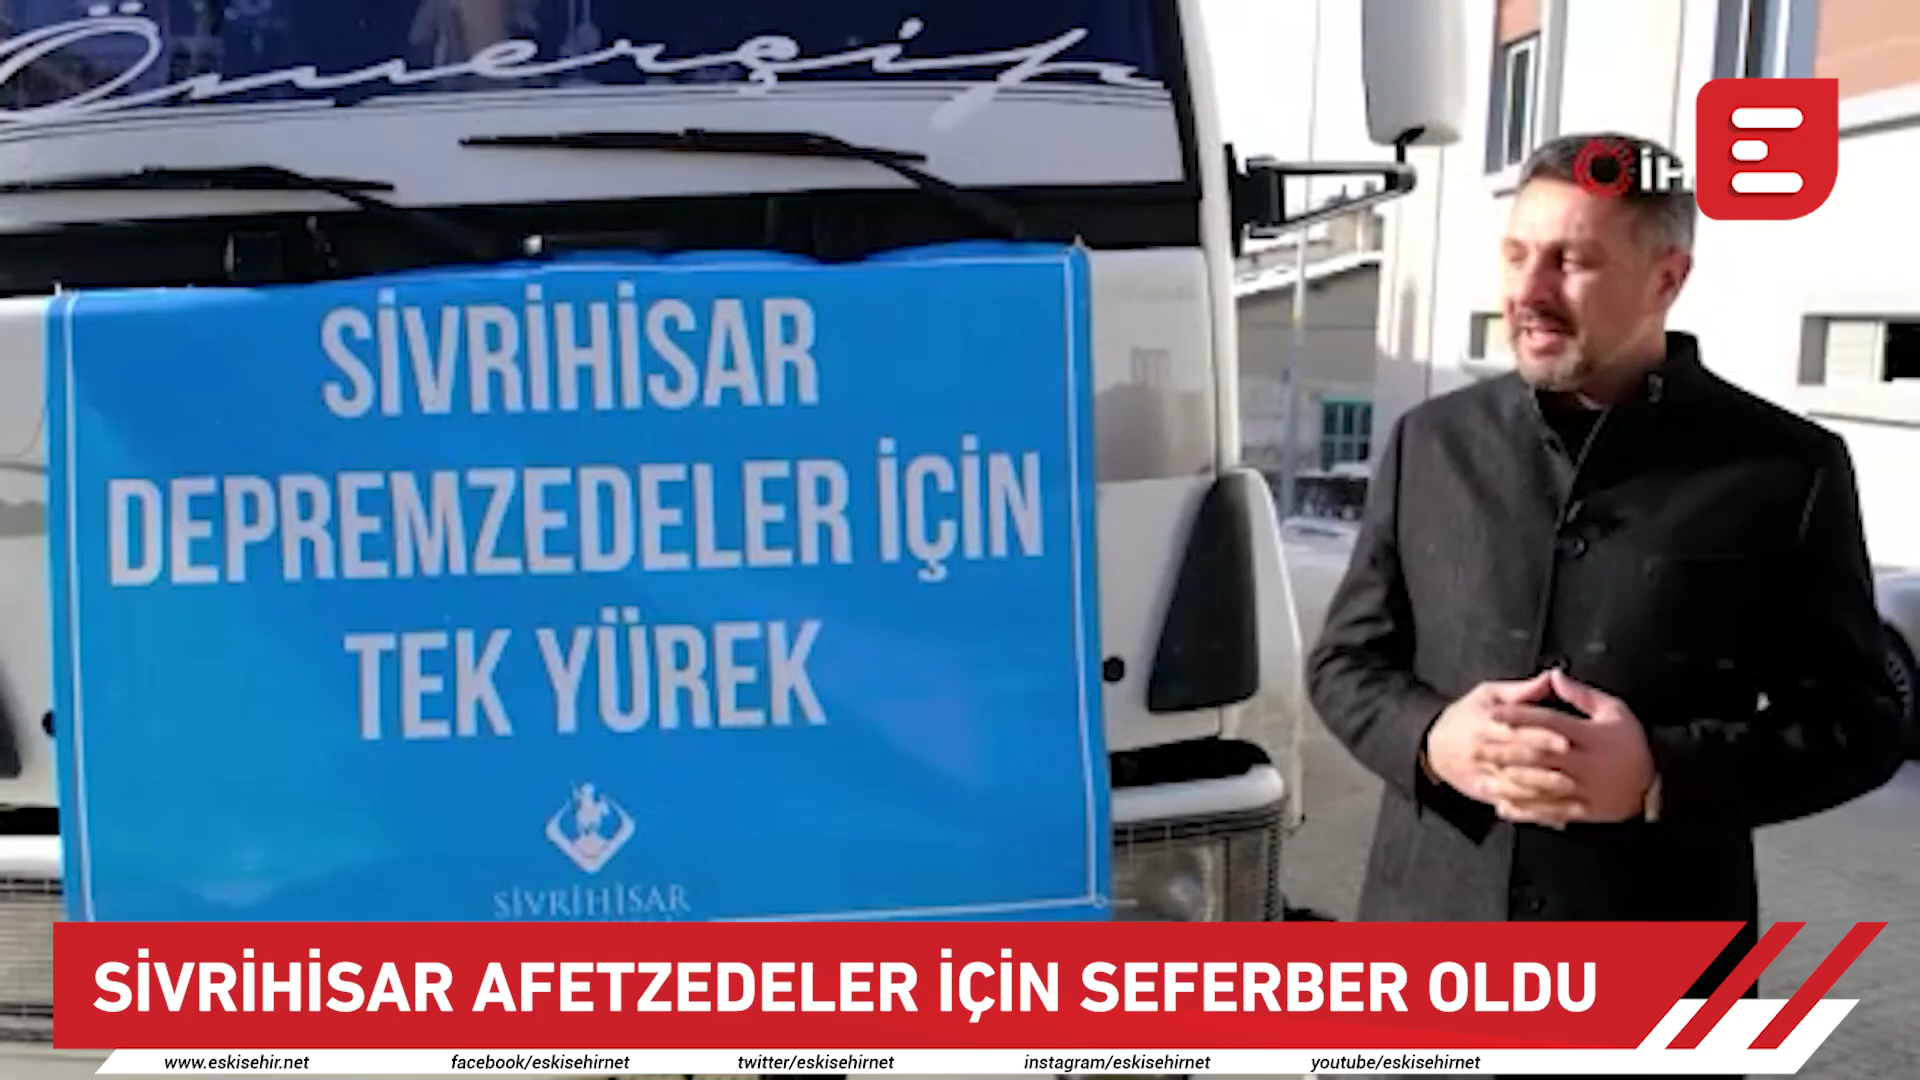 Ömerşif
İH
E
SİVRİHİSAR
DEPREMZEDELER İÇİN
TEK YÜREK
SİVRİHİSAR
SİVRİHİSAR AFETZEDELER İÇİN SEFERBER OLDU
www.eskisehir.net facebook/eskisehirnet twitter/eskisehirnet instagram/eskisehirnet youtube/eskisehirnet